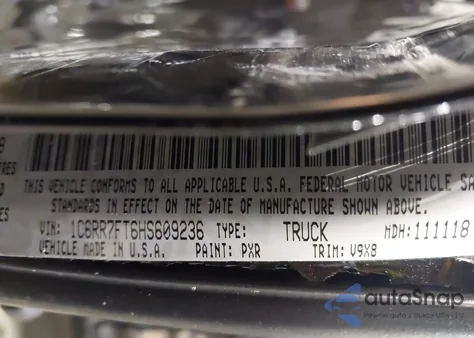 THIS VEHICLE CONFORMS TO ALL APPLICABLE U.S.A. FEDERAL MOTOR VEHICLE SA
STANDARDS IN EFFECT ON THE DATE OF MANUFACTURE SHOWN ABOVE.
VIN: 1C6RR7FT6HS609236 TYPE: TRUCK MDH: 111118
VEHICLE MADE IN U.S.A. PAINT: PXR TRIM: V9X8
autoSnap